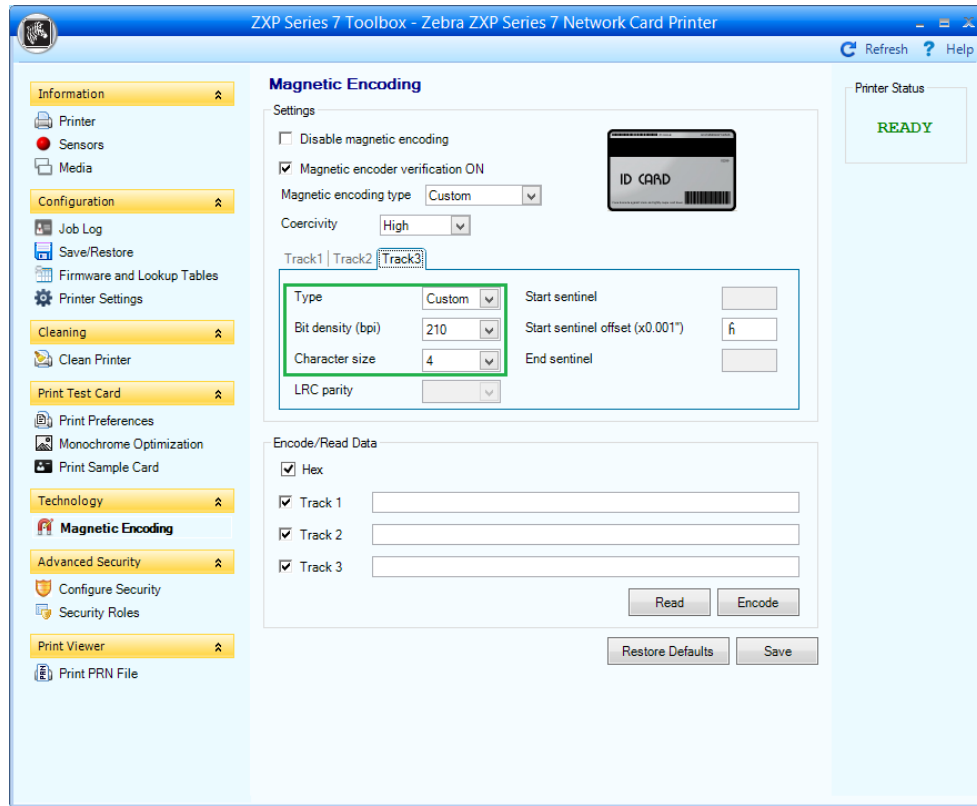 ZXP Series 7 Toolbox - Zebra ZXP Series 7 Network Card Printer
Refresh ? Help
Information
Printer
Sensors
Media
Configuration
Job Log
Save/Restore
Firmware and Lookup Tables
Printer Settings
Cleaning
Clean Printer
Print Test Card
Print Preferences
Monochrome Optimization
Print Sample Card
Technology
Magnetic Encoding
Advanced Security
Configure Security
Security Roles
Print Viewer
Print PRN File
Magnetic Encoding
Settings
Disable magnetic encoding
Magnetic encoder verification ON
Magnetic encoding type Custom
Coercivity High
ID CARD
Track1 Track2 Track3
Type Custom Start sentinel
Bit density (bpi) 210 Start sentinel offset (x0.001")
Character size 4 End sentinel
LRC parity
Encode/Read Data
Hex
Track 1
Track 2
Track 3
Read Encode
Restore Defaults Save
Printer Status
READY